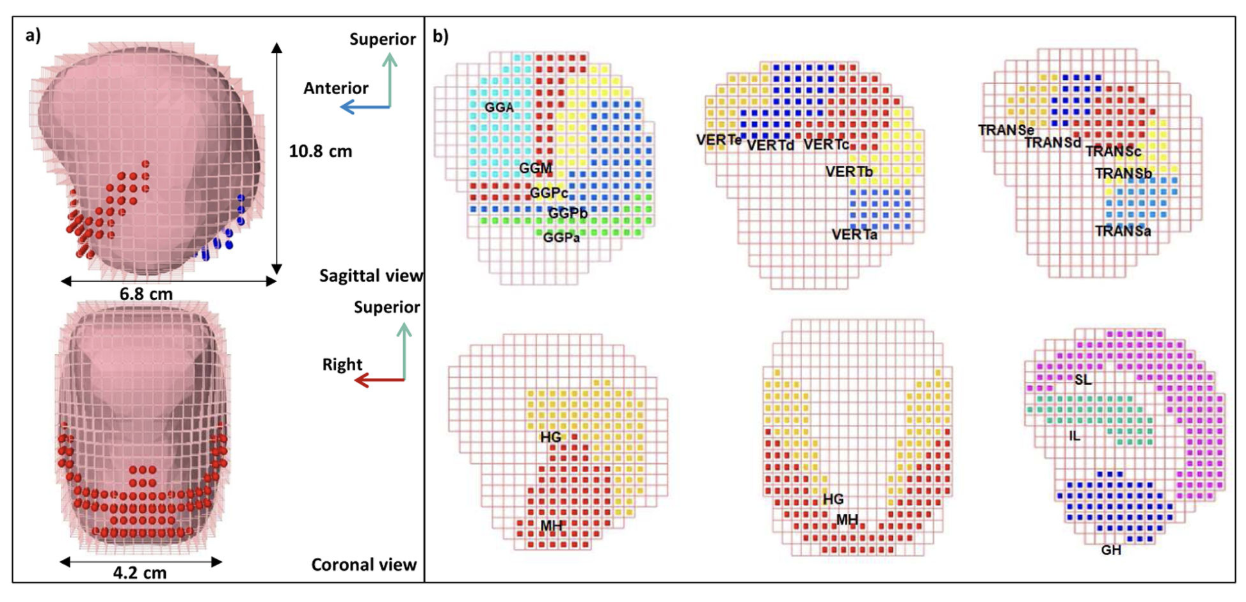 a)
Superior
Anterior
10.8 cm
Sagittal view
6.8 cm
Superior
Right
Coronal view
4.2 cm
b)
GGA
GGM
GGPc
GGPb
GGPa
VERTe
VERTd
VERTc
VERTb
VERTa
TRANSe
TRANSd
TRANSc
TRANSb
TRANSa
HG
MH
HG
MH
SL
IL
GH